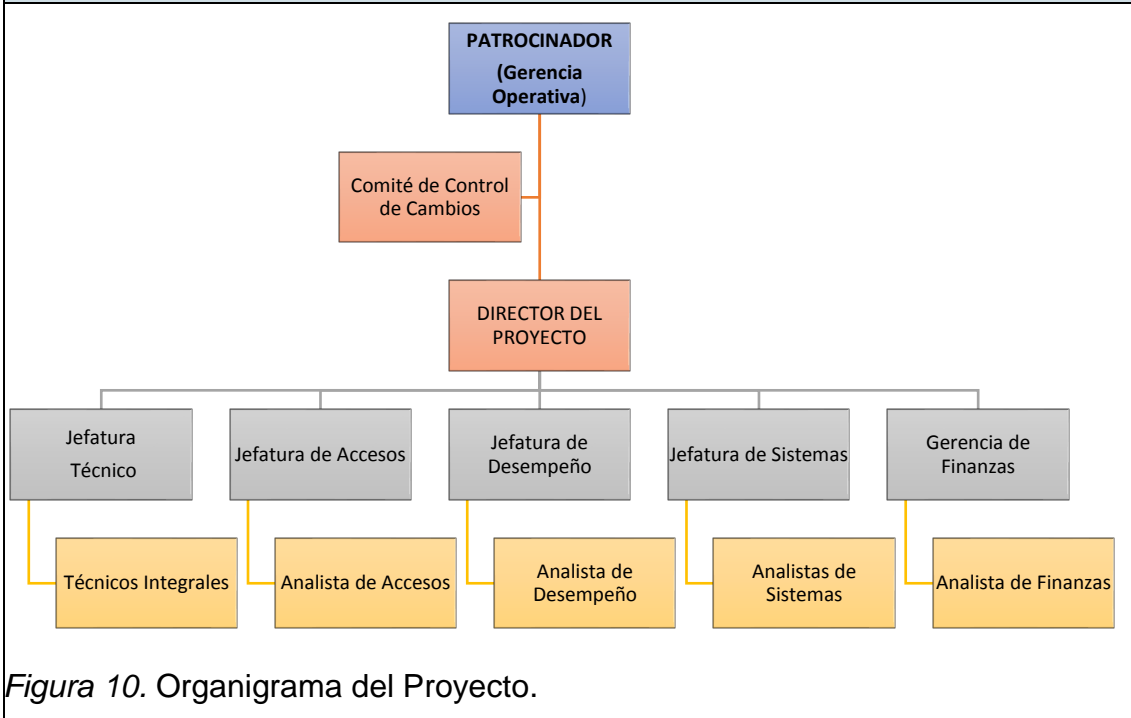 PATROCINADOR
(Gerencia
Operativa)
Comité de Control
de Cambios
DIRECTOR DEL
PROYECTO
Jefatura
Técnico
Jefatura de Accesos
Jefatura de
Desempeño
Jefatura de Sistemas
Gerencia de
Finanzas
Técnicos Integrales
Analista de Accesos
Analista de
Desempeño
Analistas de
Sistemas
Analista de Finanzas
Figura 10. Organigrama del Proyecto.